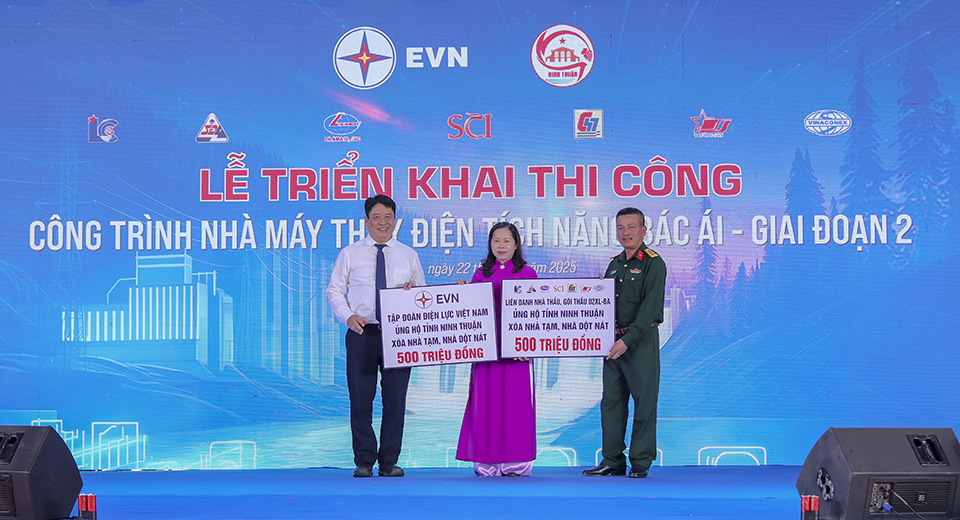 EVN
NINH THUẬN
SCI
VINACONEX
LỄ TRIỂN KHAI THI CÔNG
CÔNG TRÌNH NHÀ MÁY THỦY ĐIỆN TÍCH NĂNG BÁC ÁI - GIAI ĐOẠN 2
ngày 22 năm 2025
EVN
TẬP ĐOÀN ĐIỆN LỰC VIỆT NAM
ỦNG HỘ TỈNH NINH THUẬN
XÓA NHÀ TẠM, NHÀ DỘT NÁT
500 TRIỆU ĐỒNG
SCI
LIÊN DANH NHÀ THẦU, GÓI THẦU 02XL-BA
ỦNG HỘ TỈNH NINH THUẬN
XÓA NHÀ TẠM, NHÀ DỘT NÁT
500 TRIỆU ĐỒNG